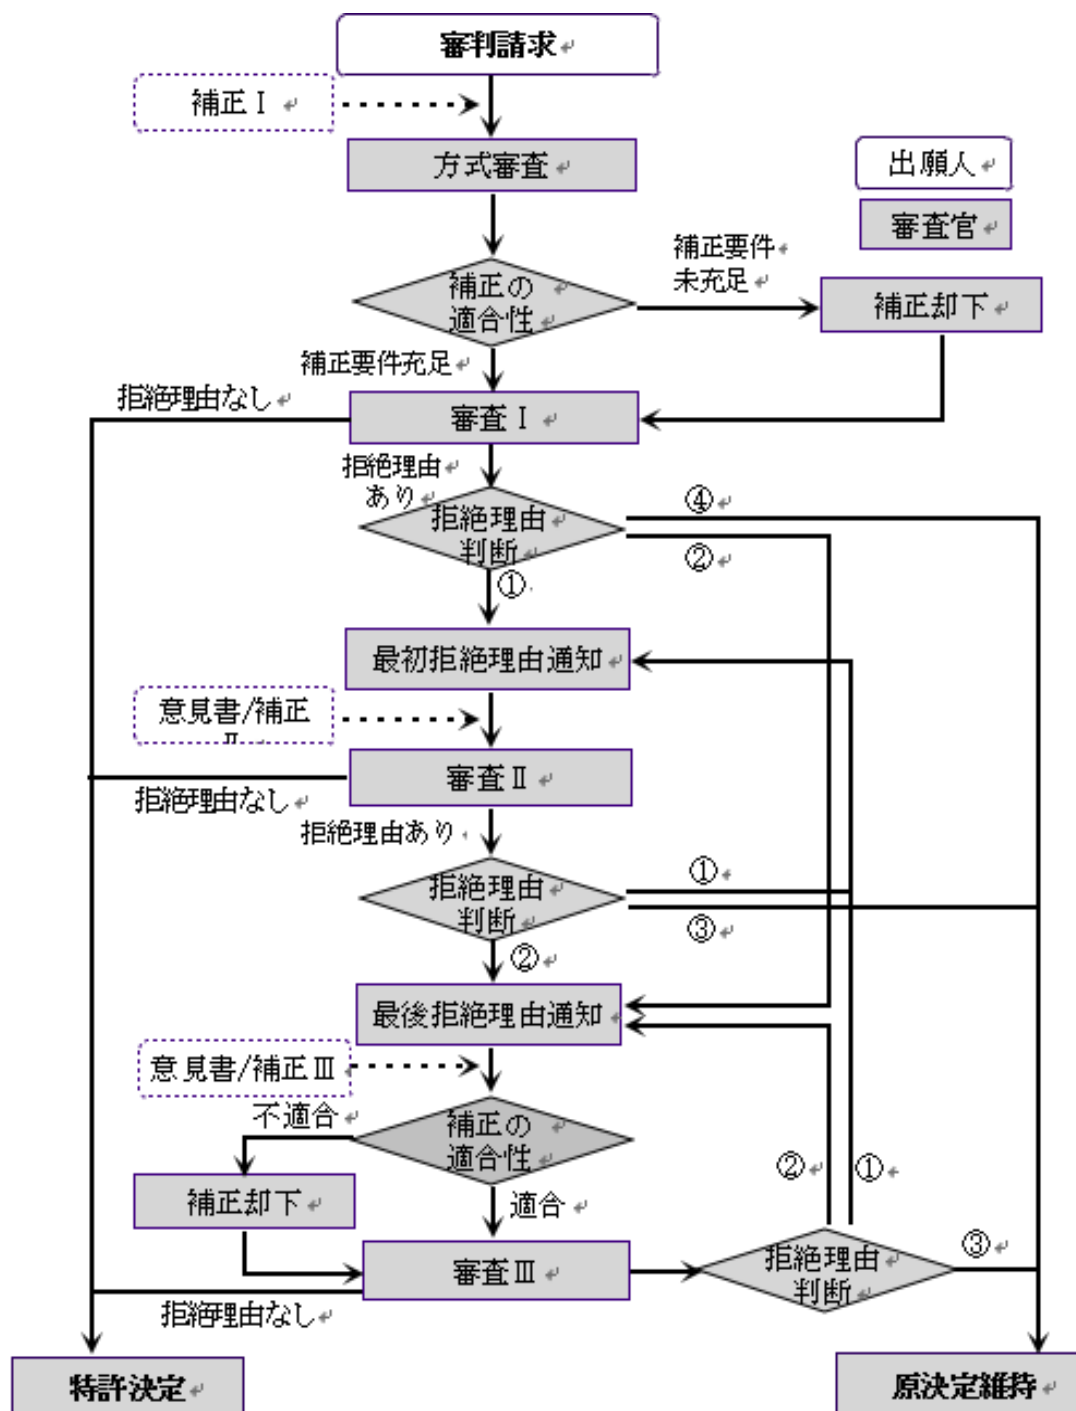 審判請求
補正Ⅰ
方式審査
出願人
審査官
補正の
適合性
補正要件
未充足
補正却下
補正要件充足
拒絶理由なし
審査Ⅰ
拒絶理由
あり
拒絶理由
判断
④
②
①
最初拒絶理由通知
意見書/補正
Ⅱ
審査Ⅱ
拒絶理由なし
拒絶理由あり
拒絶理由
判断
①
③
②
最後拒絶理由通知
意見書/補正Ⅲ
不適合
補正の
適合性
補正却下
適合
②
①
審査Ⅲ
拒絶理由
判断
③
拒絶理由なし
特許決定
原決定維持